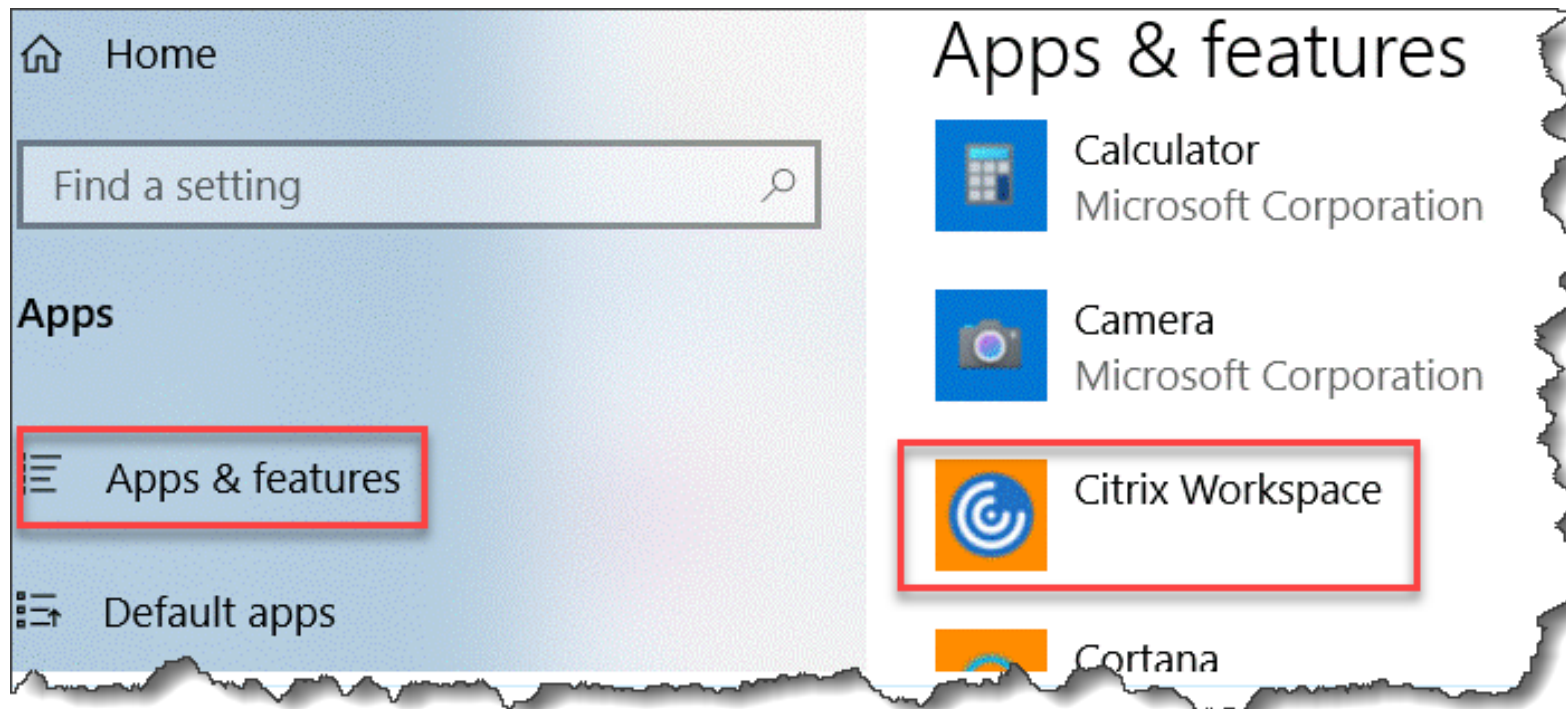 Home
Find a setting
Apps
Apps & features
Default apps
Apps & features
Calculator
Microsoft Corporation
Camera
Microsoft Corporation
Citrix Workspace
Cortana